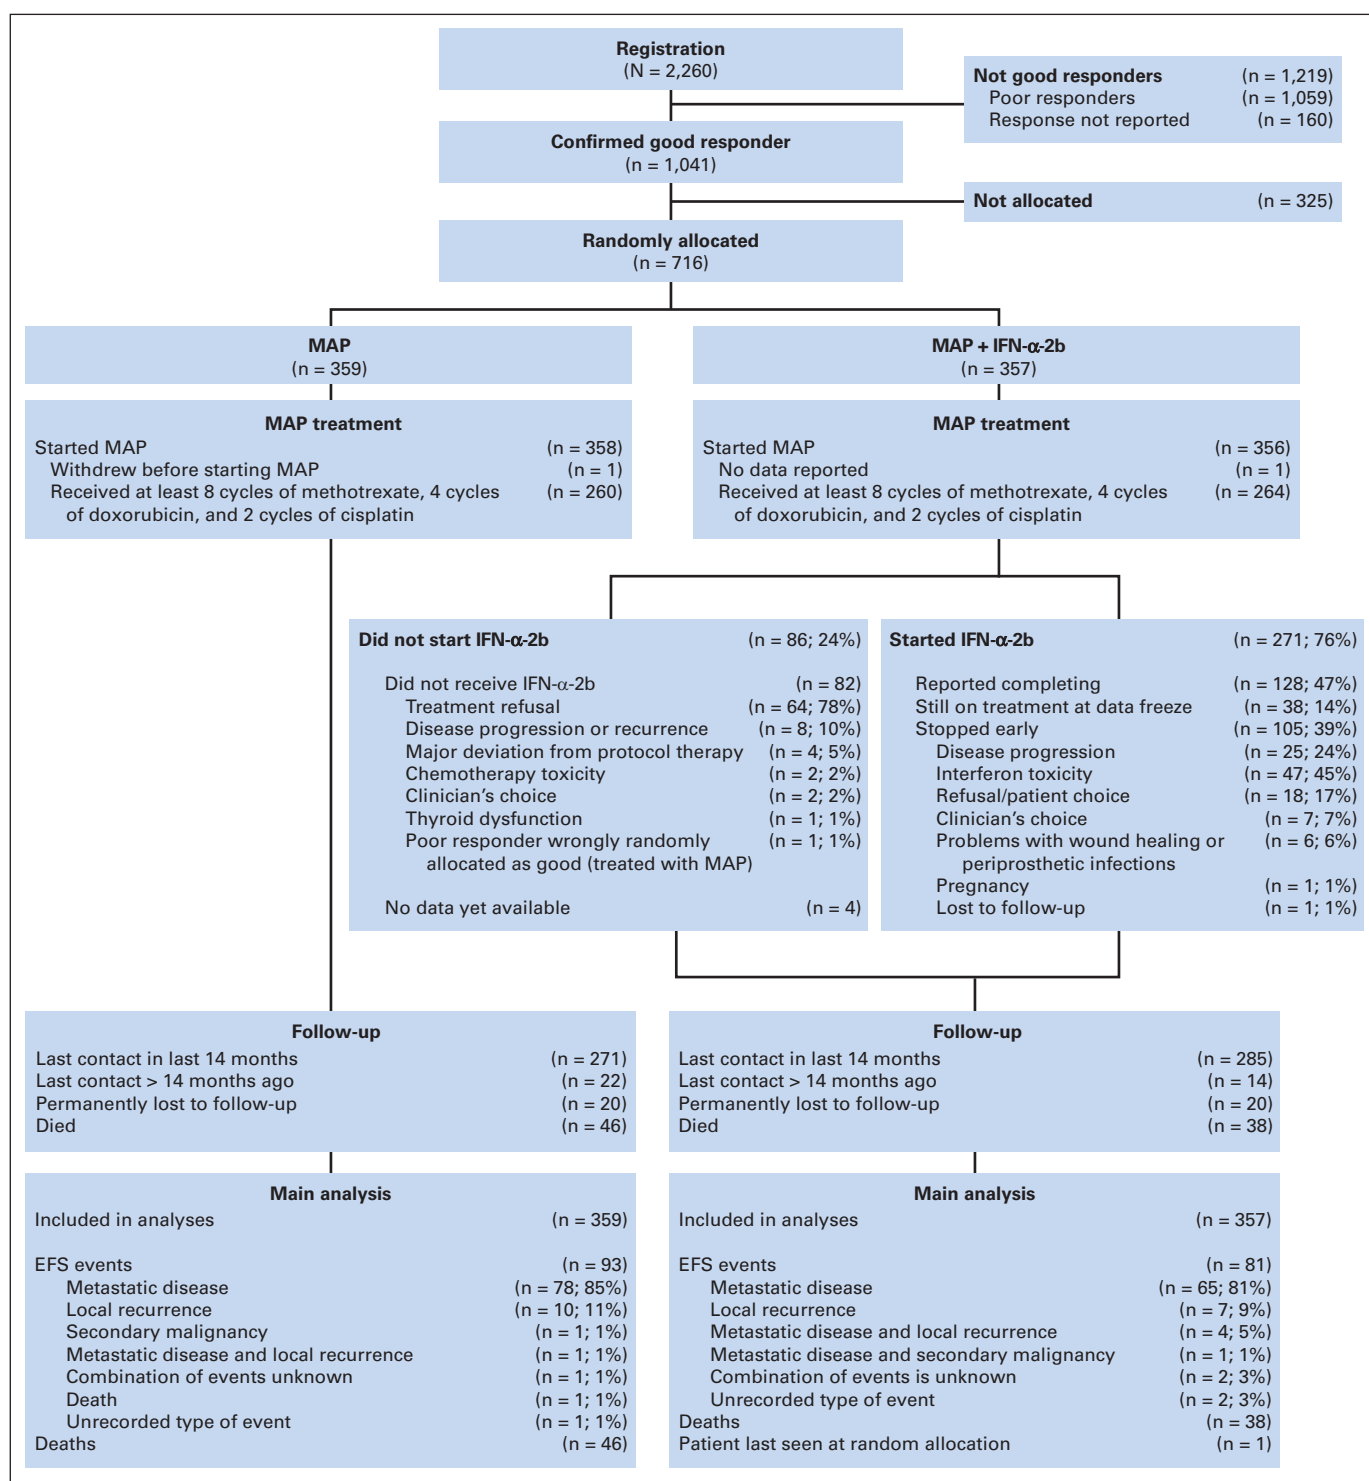 Registration
(N = 2,260)
Not good responders (n = 1,219)
Poor responders (n = 1,059)
Response not reported (n = 160)
Confirmed good responder
(n = 1,041)
Not allocated (n = 325)
Randomly allocated
(n = 716)
MAP
(n = 359)
MAP treatment
Started MAP (n = 358)
Withdrew before starting MAP (n = 1)
Received at least 8 cycles of methotrexate, 4 cycles (n = 260)
of doxorubicin, and 2 cycles of cisplatin
MAP + IFN-α-2b
(n = 357)
MAP treatment
Started MAP (n = 356)
No data reported (n = 1)
Received at least 8 cycles of methotrexate, 4 cycles (n = 264)
of doxorubicin, and 2 cycles of cisplatin
Did not start IFN-α-2b (n = 86; 24%)
Did not receive IFN-α-2b (n = 82)
Treatment refusal (n = 64; 78%)
Disease progression or recurrence (n = 8; 10%)
Major deviation from protocol therapy (n = 4; 5%)
Chemotherapy toxicity (n = 2; 2%)
Clinician's choice (n = 2; 2%)
Thyroid dysfunction (n = 1; 1%)
Poor responder wrongly randomly (n = 1; 1%)
allocated as good (treated with MAP)
No data yet available (n = 4)
Started IFN-α-2b (n = 271; 76%)
Reported completing (n = 128; 47%)
Still on treatment at data freeze (n = 38; 14%)
Stopped early (n = 105; 39%)
Disease progression (n = 25; 24%)
Interferon toxicity (n = 47; 45%)
Refusal/patient choice (n = 18; 17%)
Clinician's choice (n = 7; 7%)
Problems with wound healing or (n = 6; 6%)
periprosthetic infections
Pregnancy (n = 1; 1%)
Lost to follow-up (n = 1; 1%)
Follow-up
Last contact in last 14 months (n = 271)
Last contact > 14 months ago (n = 22)
Permanently lost to follow-up (n = 20)
Died (n = 46)
Follow-up
Last contact in last 14 months (n = 285)
Last contact > 14 months ago (n = 14)
Permanently lost to follow-up (n = 20)
Died (n = 38)
Main analysis
Included in analyses (n = 359)
EFS events (n = 93)
Metastatic disease (n = 78; 85%)
Local recurrence (n = 10; 11%)
Secondary malignancy (n = 1; 1%)
Metastatic disease and local recurrence (n = 1; 1%)
Combination of events unknown (n = 1; 1%)
Death (n = 1; 1%)
Unrecorded type of event (n = 1; 1%)
Deaths (n = 46)
Main analysis
Included in analyses (n = 357)
EFS events (n = 81)
Metastatic disease (n = 65; 81%)
Local recurrence (n = 7; 9%)
Metastatic disease and local recurrence (n = 4; 5%)
Metastatic disease and secondary malignancy (n = 1; 1%)
Combination of events is unknown (n = 2; 3%)
Unrecorded type of event (n = 2; 3%)
Deaths (n = 38)
Patient last seen at random allocation (n = 1)